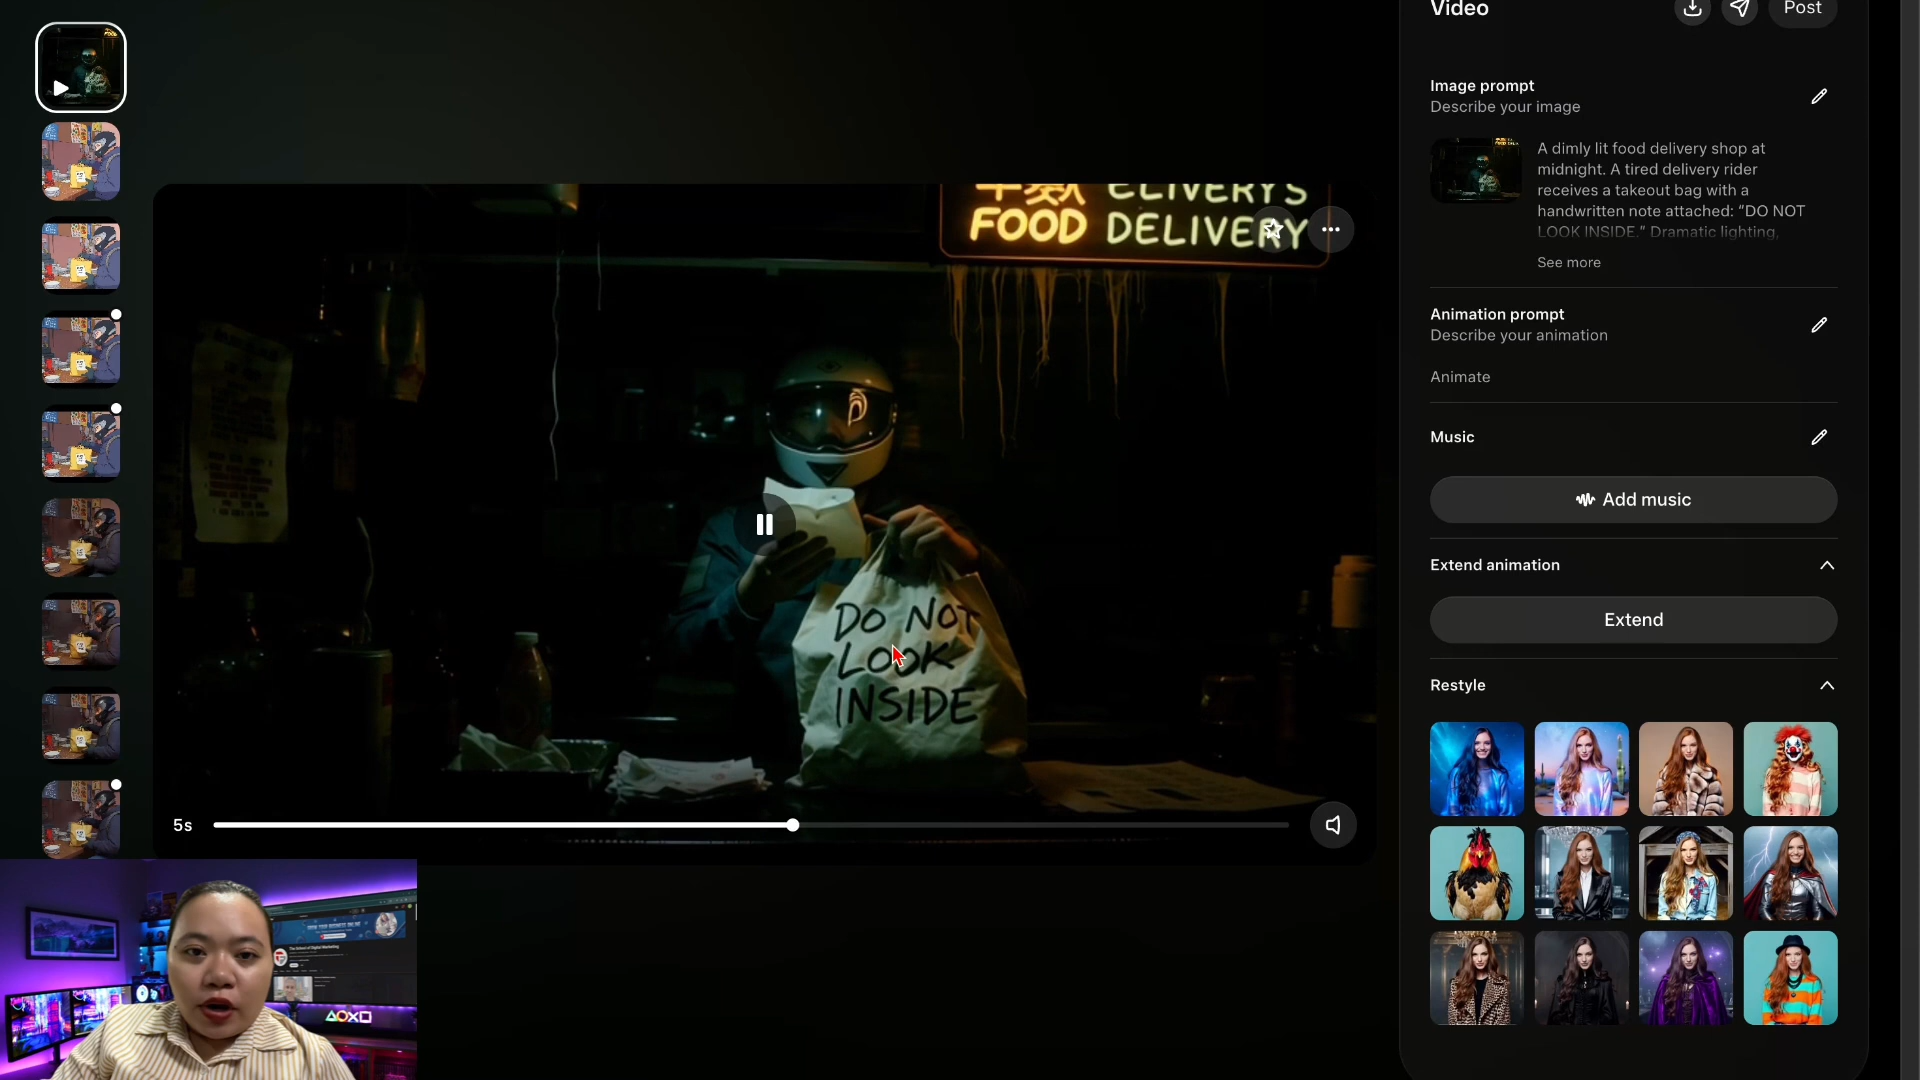 Video
Post
Image prompt
Describe your image
A dimly lit food delivery shop at
midnight. A tired delivery rider
receives a takeout bag with a
handwritten note attached: “DO NOT
LOOK INSIDE.” Dramatic lighting,
See more
Animation prompt
Describe your animation
Animate
Music
Add music
Extend animation
Extend
Restyle
ELIVERYS
FOOD DELIVERY
DO NOT
LOOK
INSIDE
5s